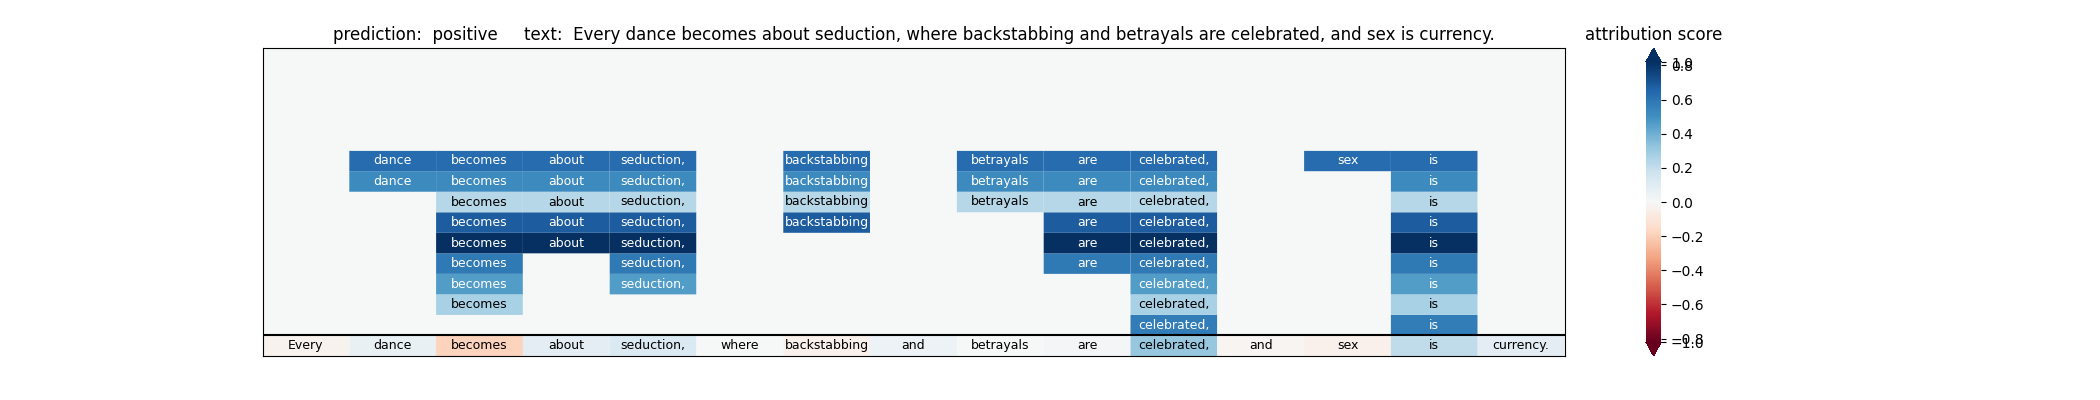 prediction:  positive     text:  Every dance becomes about seduction, where backstabbing and betrayals are celebrated, and sex is currency.     attribution score
dance becomes about seduction, backstabbing betrayals are celebrated, sex is
dance becomes about seduction, backstabbing betrayals are celebrated, is
becomes about seduction, backstabbing betrayals are celebrated, is
becomes about seduction, backstabbing are celebrated, is
becomes about seduction, are celebrated, is
becomes seduction, are celebrated, is
becomes seduction, celebrated, is
becomes celebrated, is
celebrated, is
Every dance becomes about seduction, where backstabbing and betrayals are celebrated, and sex is currency.
1.0
0.8
0.6
0.4
0.2
0.0
−0.2
−0.4
−0.6
−0.8
−1.0